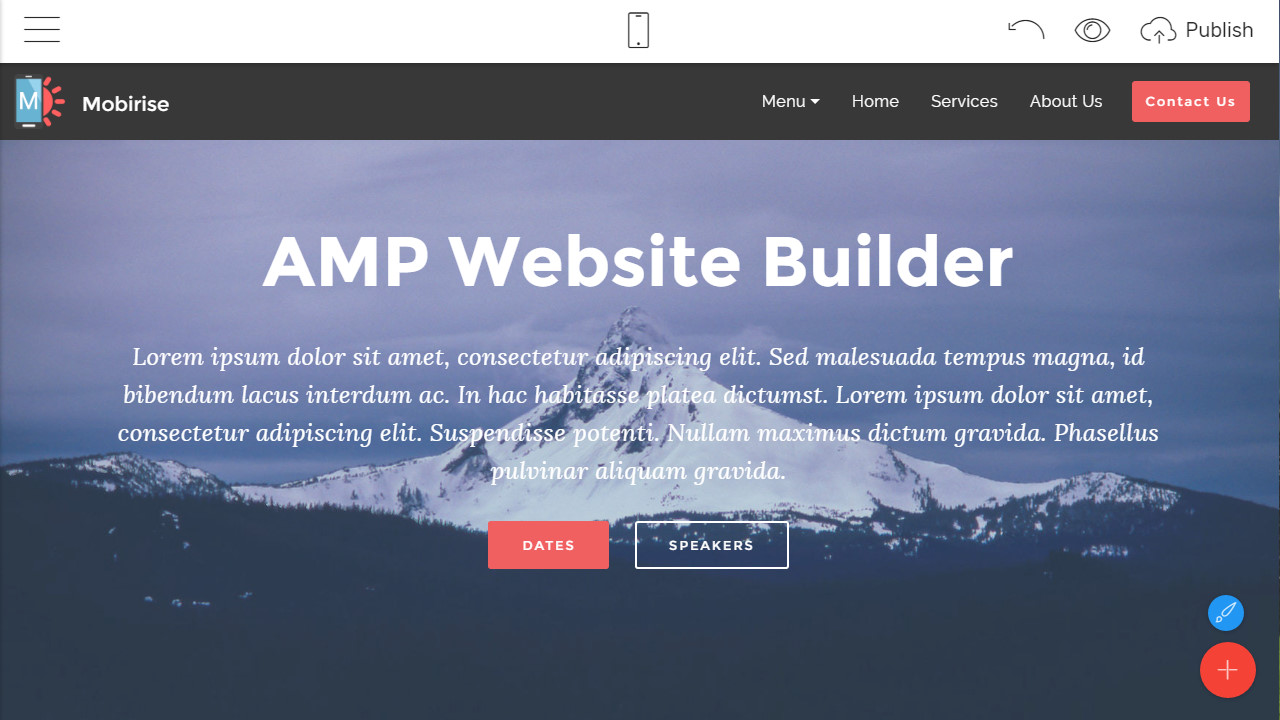 Publish
M
Mobirise
Menu
Home
Services
About Us
Contact Us
AMP Website Builder
Lorem ipsum dolor sit amet, consectetur adipiscing elit. Sed malesuada tempus magna, id
bibendum lacus interdum ac. In hac habitasse platea dictumst. Lorem ipsum dolor sit amet,
consectetur adipiscing elit. Suspendisse potenti. Nullam maximus dictum gravida. Phasellus
pulvinar aliquam gravida.
DATES
SPEAKERS